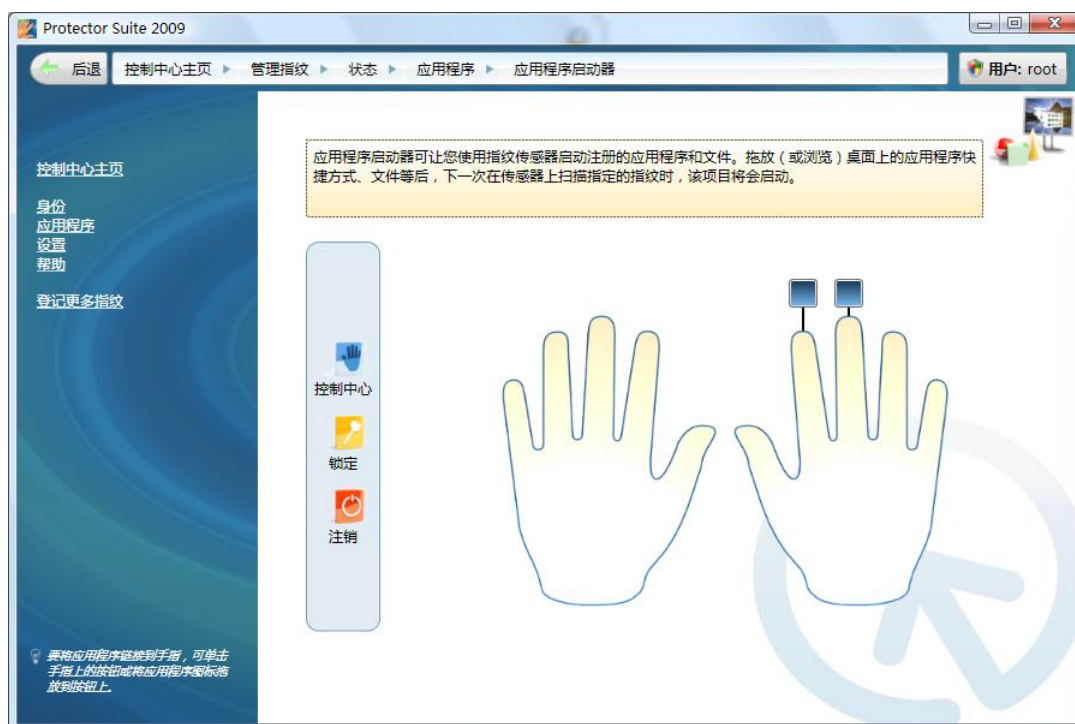 Protector Suite 2009
后退 控制中心主页 管理指纹 状态 应用程序 应用程序启动器 用户: root
控制中心主页
身份
应用程序
设置
帮助
登记更多指纹
应用程序启动器可让您使用指纹传感器启动注册的应用程序和文件。拖放（或浏览）桌面上的应用程序快
捷方式、文件等后，下一次在传感器上扫描指定的指纹时，该项目将会启动。
控制中心
锁定
注销
要将应用程序链接到手指，可单击
手指上的按钮或将应用程序图标拖
放到按钮上。